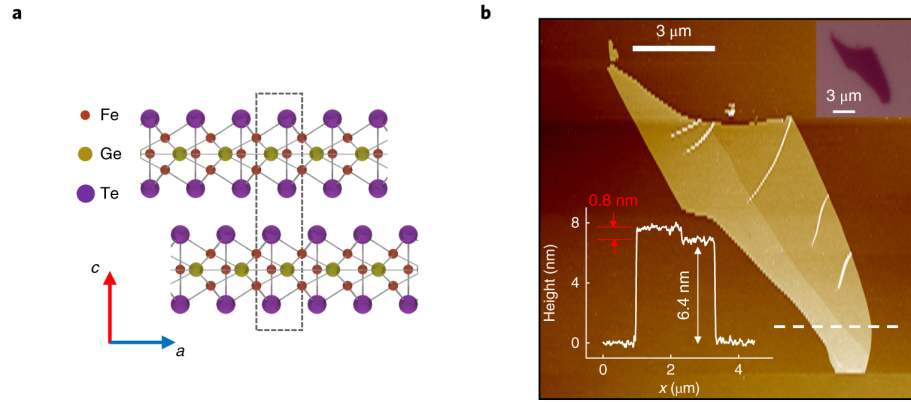 a
Fe
Ge
Te
c
a
b
3 μm
3 μm
0.8 nm
8
4
0
Height (nm)
6.4 nm
0
2
4
x (μm)